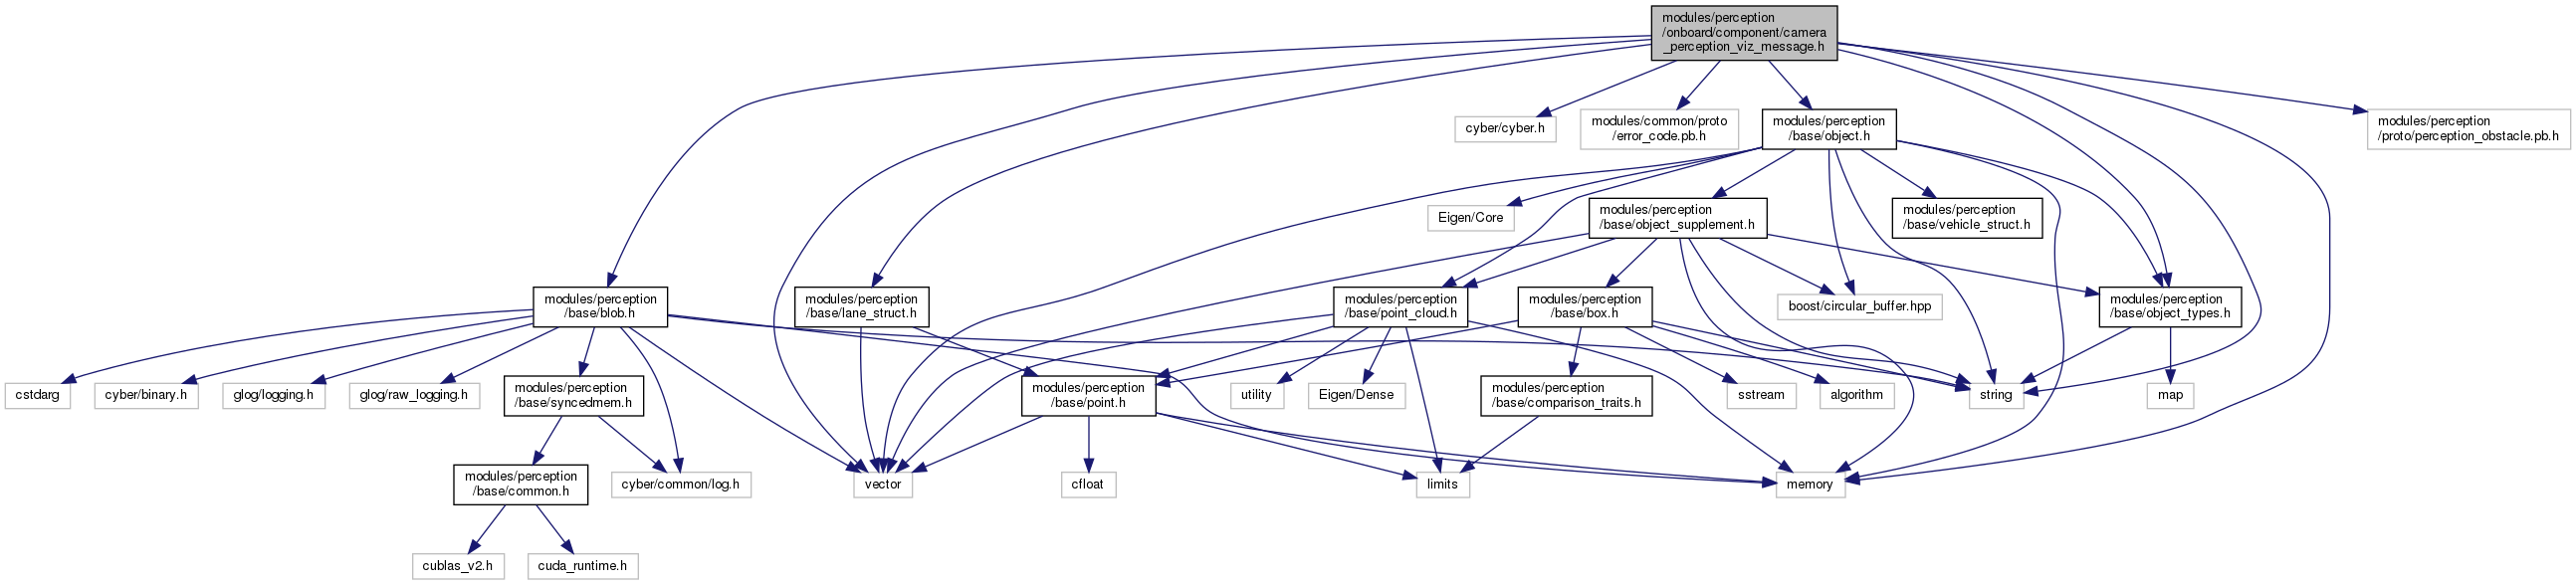 modules/perception
/onboard/component/camera
_perception_viz_message.h
cyber/cyber.h
modules/common/proto
/error_code.pb.h
modules/perception
/base/object.h
modules/perception
/proto/perception_obstacle.pb.h
Eigen/Core
modules/perception
/base/object_supplement.h
modules/perception
/base/vehicle_struct.h
modules/perception
/base/blob.h
modules/perception
/base/lane_struct.h
modules/perception
/base/point_cloud.h
modules/perception
/base/box.h
boost/circular_buffer.hpp
modules/perception
/base/object_types.h
cstdarg
cyber/binary.h
glog/logging.h
glog/raw_logging.h
modules/perception
/base/syncedmem.h
modules/perception
/base/point.h
utility
Eigen/Dense
modules/perception
/base/comparison_traits.h
sstream
algorithm
string
map
modules/perception
/base/common.h
cyber/common/log.h
vector
cfloat
limits
memory
cublas_v2.h
cuda_runtime.h